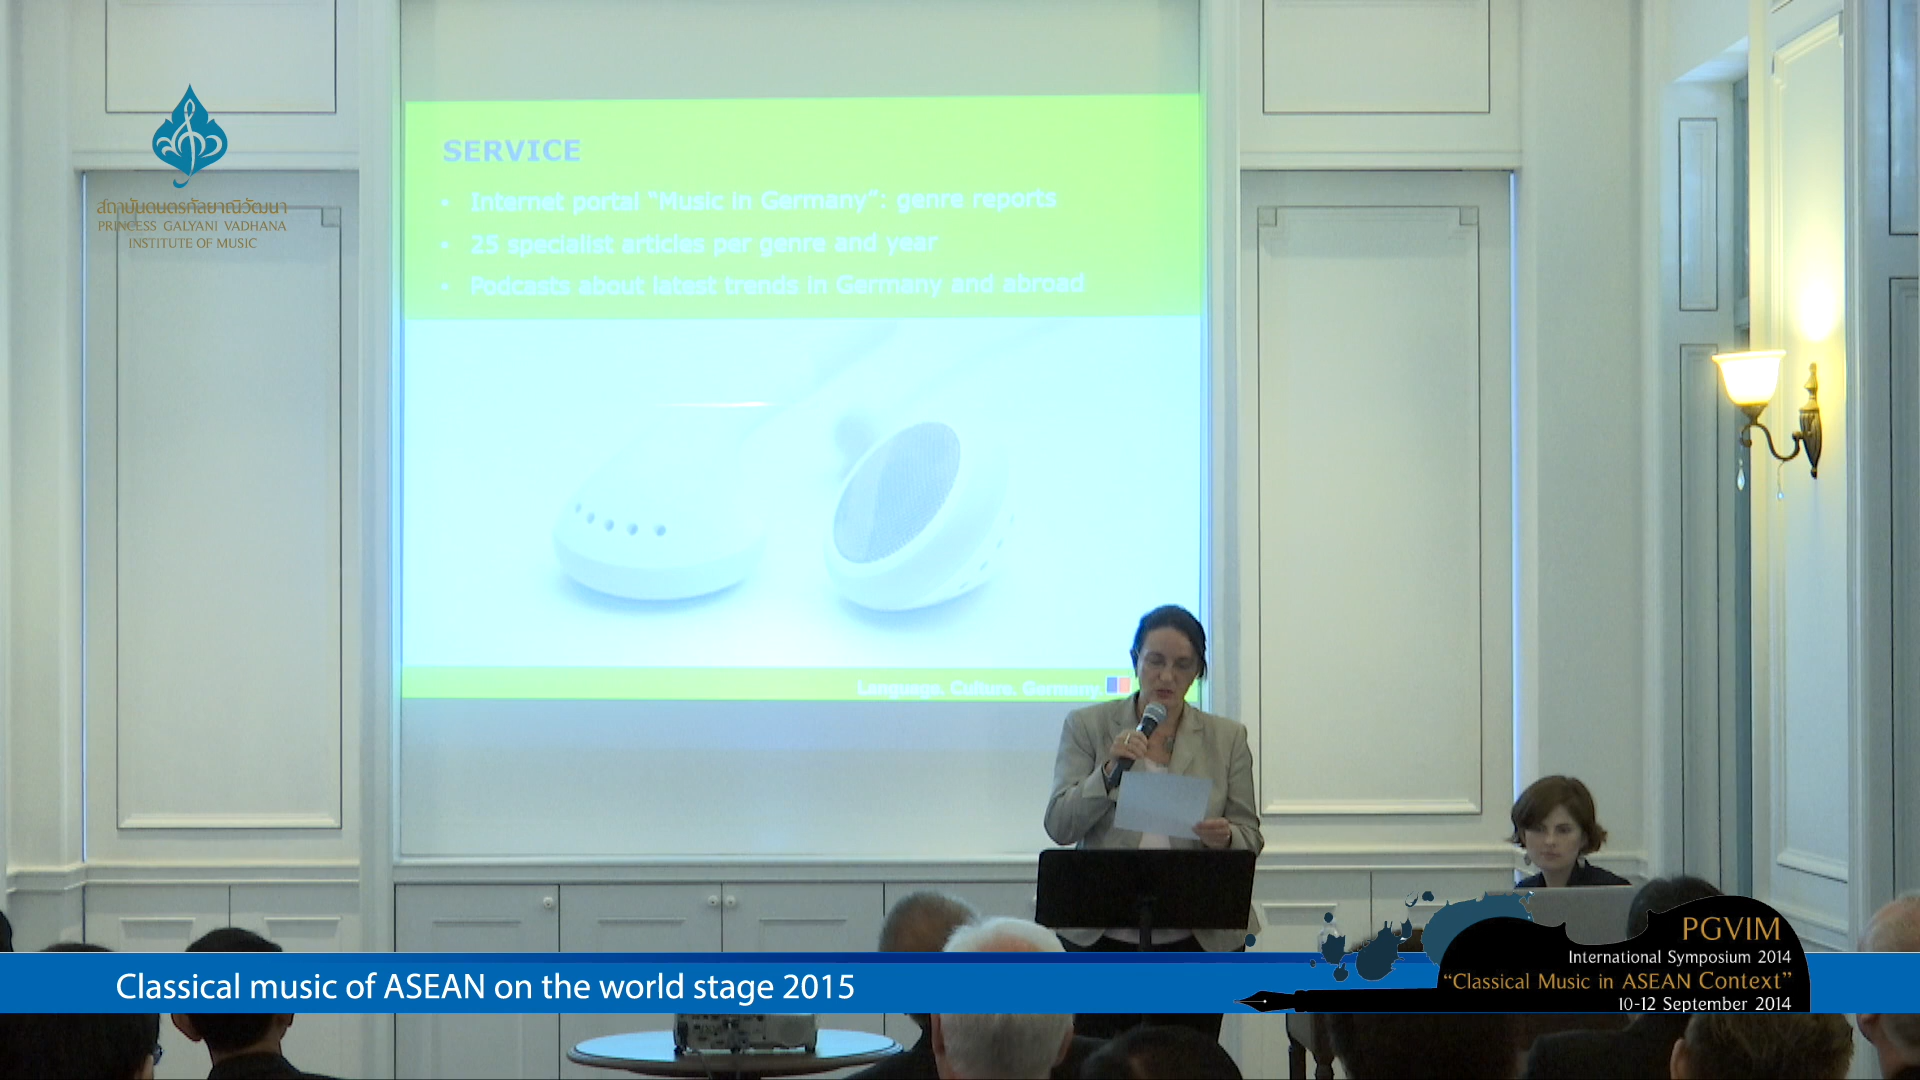 สถาบันดนตรีกัลยาณิวัฒนา
PRINCESS GALYANI VADHANA
INSTITUTE OF MUSIC
SERVICE
• Internet portal “Music in Germany”: genre reports
• 25 specialist articles per genre and year
• Podcasts about latest trends in Germany and abroad
Language. Culture. Germany.
Classical music of ASEAN on the world stage 2015
PGVIM
International Symposium 2014
“Classical Music in ASEAN Context”
10-12 September 2014